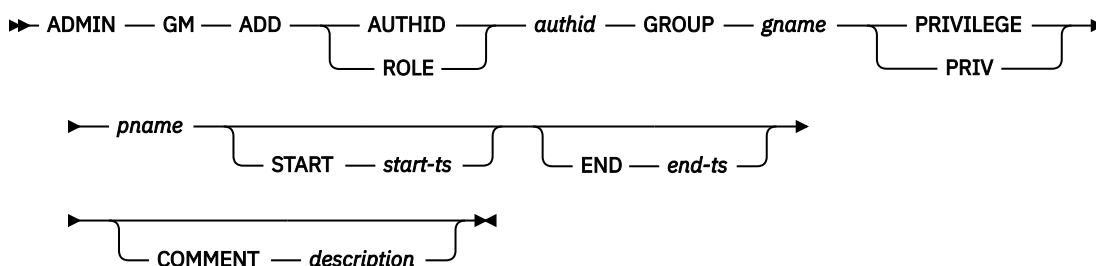 ADMIN GM ADD AUTHID authid GROUP gname PRIVILEGE
ROLE PRIV
pname
START start-ts END end-ts
COMMENT description